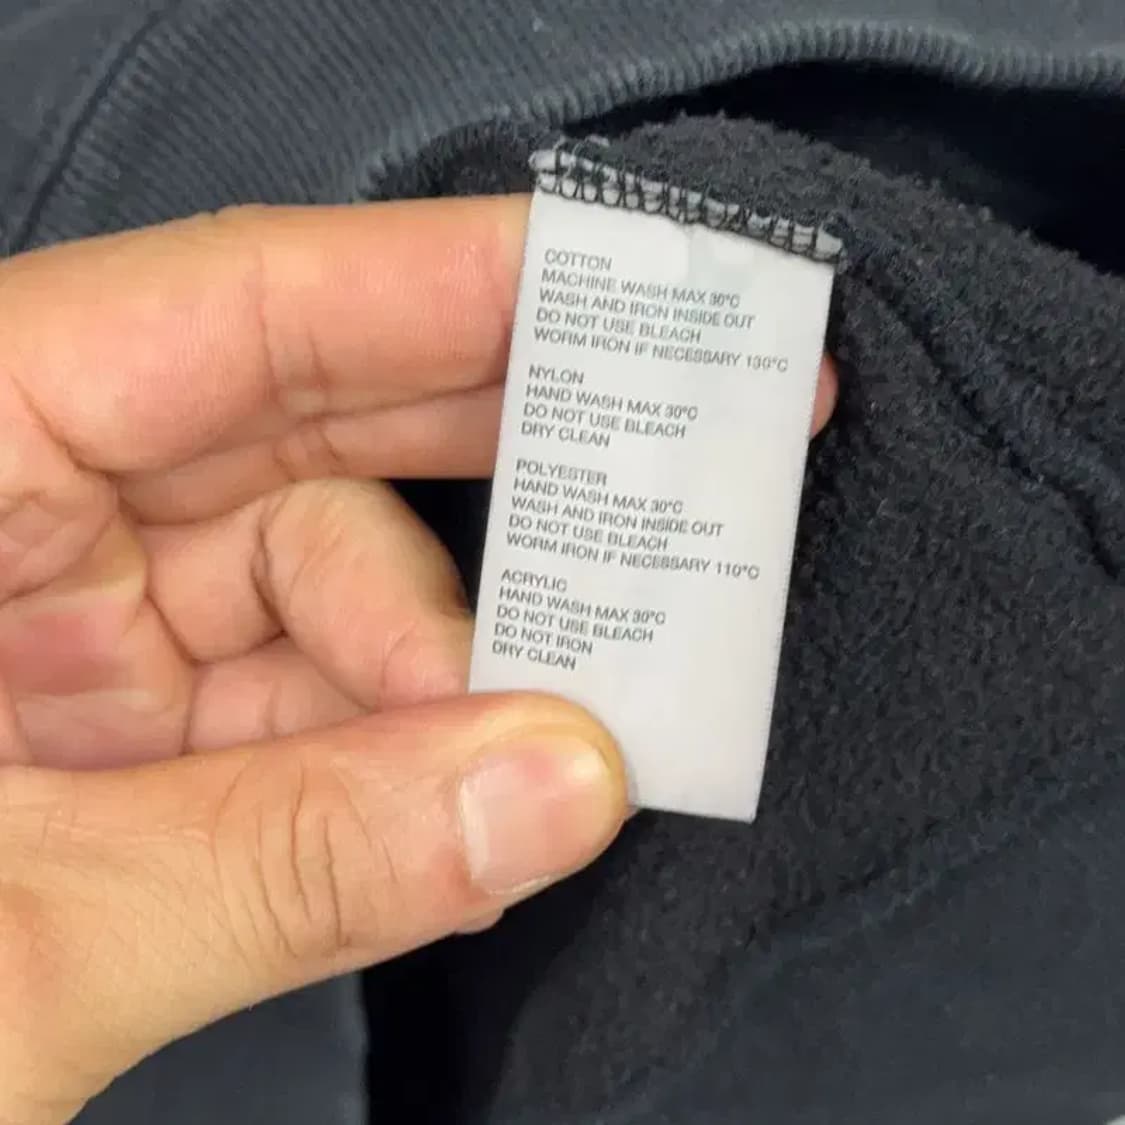 COTTON
MACHINE WASH MAX 30°C
WASH AND IRON INSIDE OUT
DO NOT USE BLEACH
WORM IRON IF NECESSARY 130°C
NYLON
HAND WASH MAX 30°C
DO NOT USE BLEACH
DRY CLEAN
POLYESTER
HAND WASH MAX 30°C
WASH AND IRON INSIDE OUT
DO NOT USE BLEACH
WORM IRON IF NECESSARY 110°C
ACRYLIC
HAND WASH MAX 30°C
DO NOT USE BLEACH
DO NOT IRON
DRY CLEAN